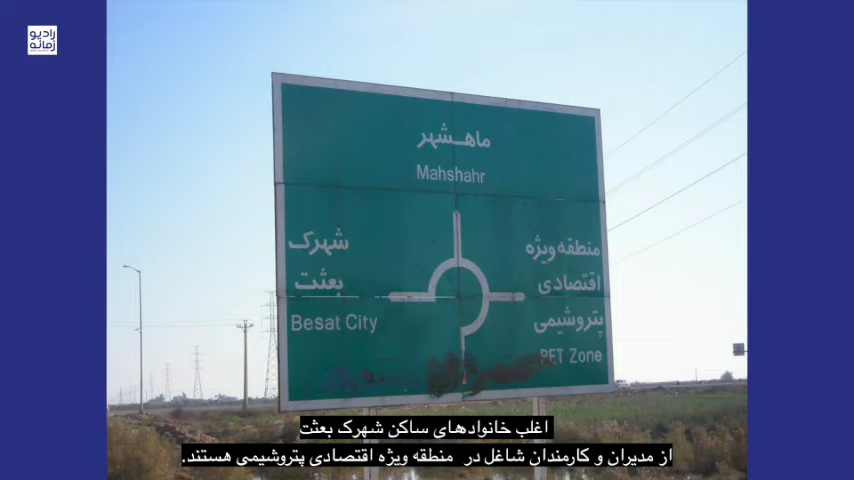 رادیو
زمانه
ماهشهر
Mahshahr
شهرک
بعثت
Besat City
منطقه ویژه
اقتصادی
پتروشیمی
PET Zone
اغلب خانوادهای ساکن شهرک بعثت
از مدیران و کارمندان شاغل در منطقه ویژه اقتصادی پتروشیمی هستند.